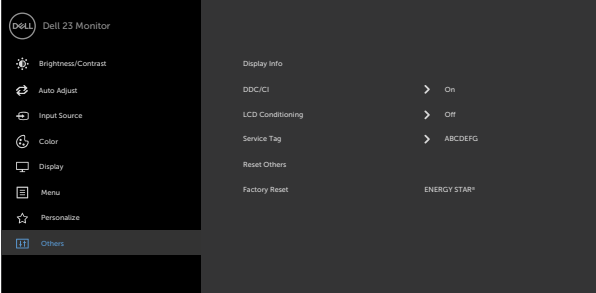 DELL Dell 23 Monitor
Brightness/Contrast
Auto Adjust
Input Source
Color
Display
Menu
Personalize
Others
Display Info
DDC/CI On
LCD Conditioning Off
Service Tag ABCDEFG
Reset Others
Factory Reset ENERGY STAR®